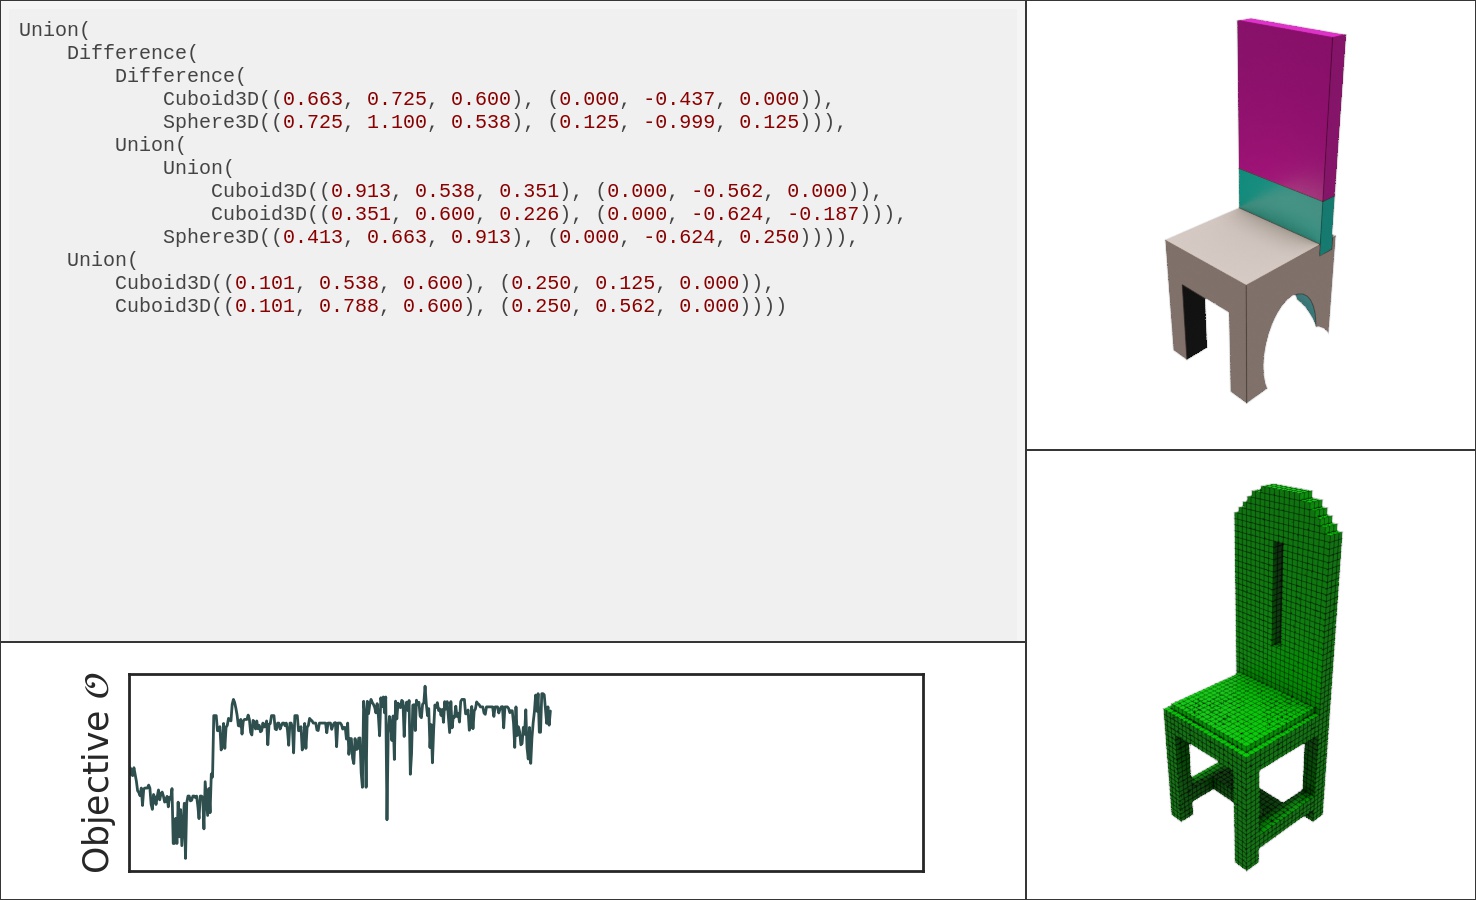 Union(
    Difference(
        Difference(
            Cuboid3D((0.663, 0.725, 0.600), (0.000, -0.437, 0.000)),
            Sphere3D((0.725, 1.100, 0.538), (0.125, -0.999, 0.125))),
        Union(
            Union(
                Cuboid3D((0.913, 0.538, 0.351), (0.000, -0.562, 0.000)),
                Cuboid3D((0.351, 0.600, 0.226), (0.000, -0.624, -0.187))),
            Sphere3D((0.413, 0.663, 0.913), (0.000, -0.624, 0.250)))),
    Union(
        Cuboid3D((0.101, 0.538, 0.600), (0.250, 0.125, 0.000)),
        Cuboid3D((0.101, 0.788, 0.600), (0.250, 0.562, 0.000))))
Objective 𝒪